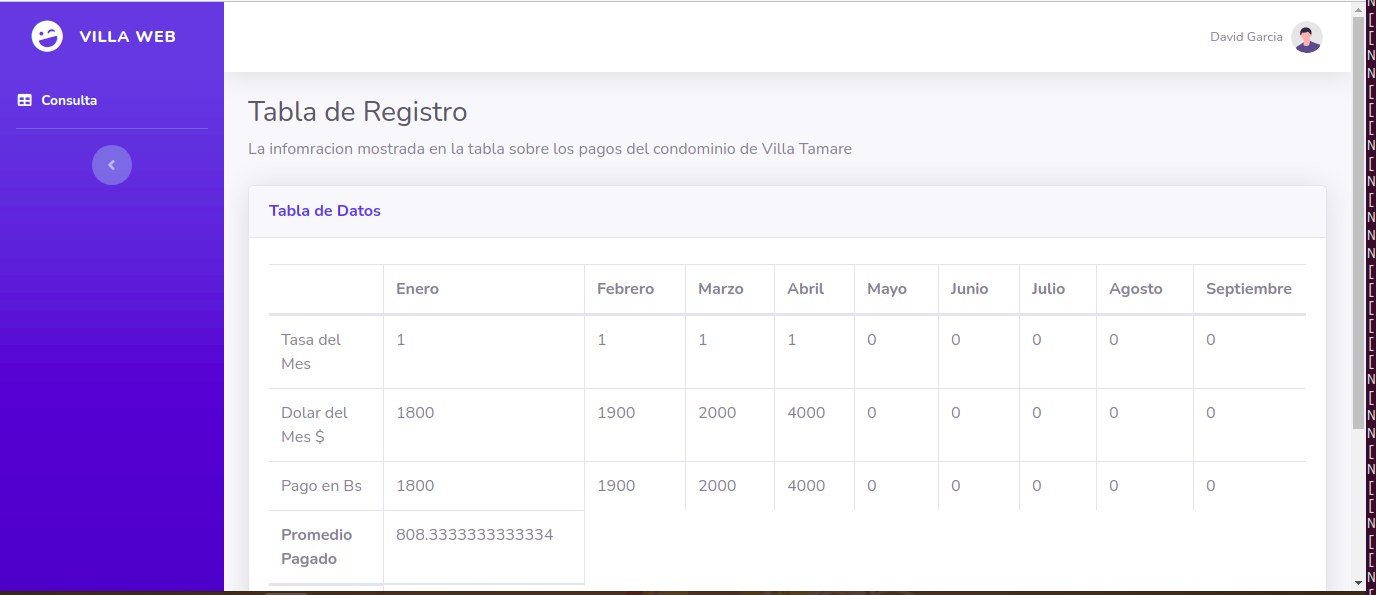 VILLA WEB
David Garcia
Consulta
Tabla de Registro
La infomracion mostrada en la tabla sobre los pagos del condominio de Villa Tamare
Tabla de Datos
Enero Febrero Marzo Abril Mayo Junio Julio Agosto Septiembre
Tasa del
Mes
1 1 1 1 0 0 0 0 0
Dolar del
Mes $
1800 1900 2000 4000 0 0 0 0 0
Pago en Bs 1800 1900 2000 4000 0 0 0 0 0
Promedio
Pagado
808.3333333333334